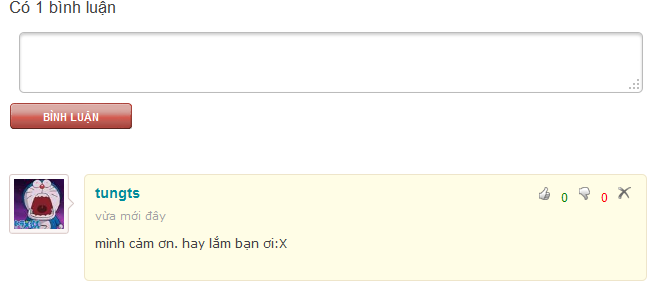 Có 1 bình luận
BÌNH LUẬN
tungts
0
0
vừa mới đây
mình cảm ơn. hay lắm bạn ơi:X